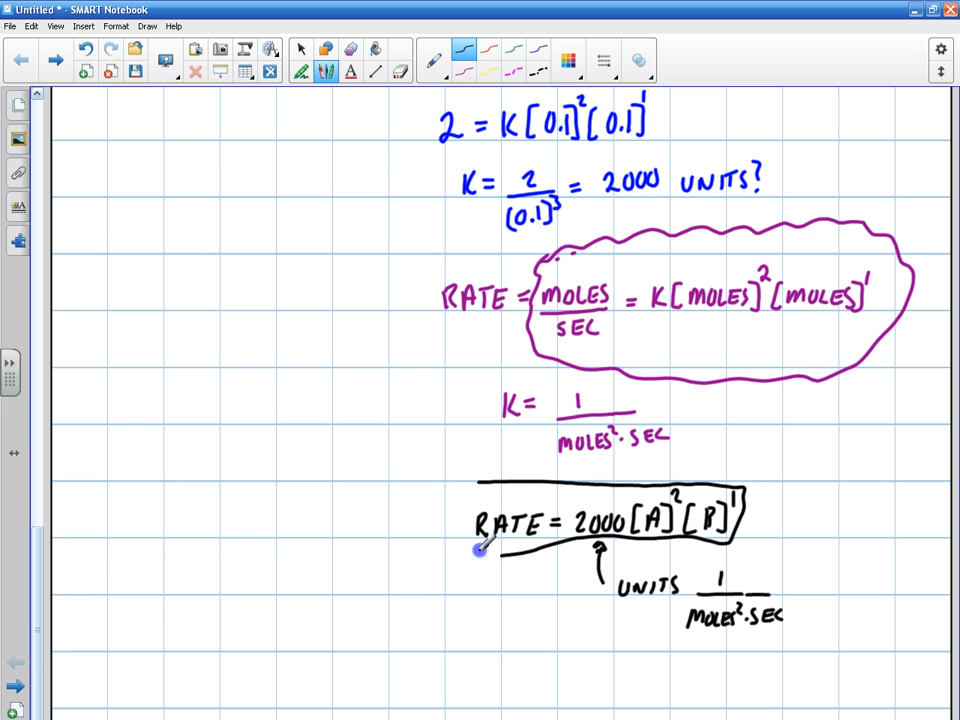 Untitled * - SMART Notebook
File Edit View Insert Format Draw Help
2 = K[0.1]²[0.1]¹
K = 2/(0.1)³ = 2000 UNITS?
RATE = MOLES/SEC = K[MOLES]²[MOLES]¹
K = 1/MOLES²·SEC
RATE = 2000[A]²[B]¹
UNITS 1/MOLES²·SEC